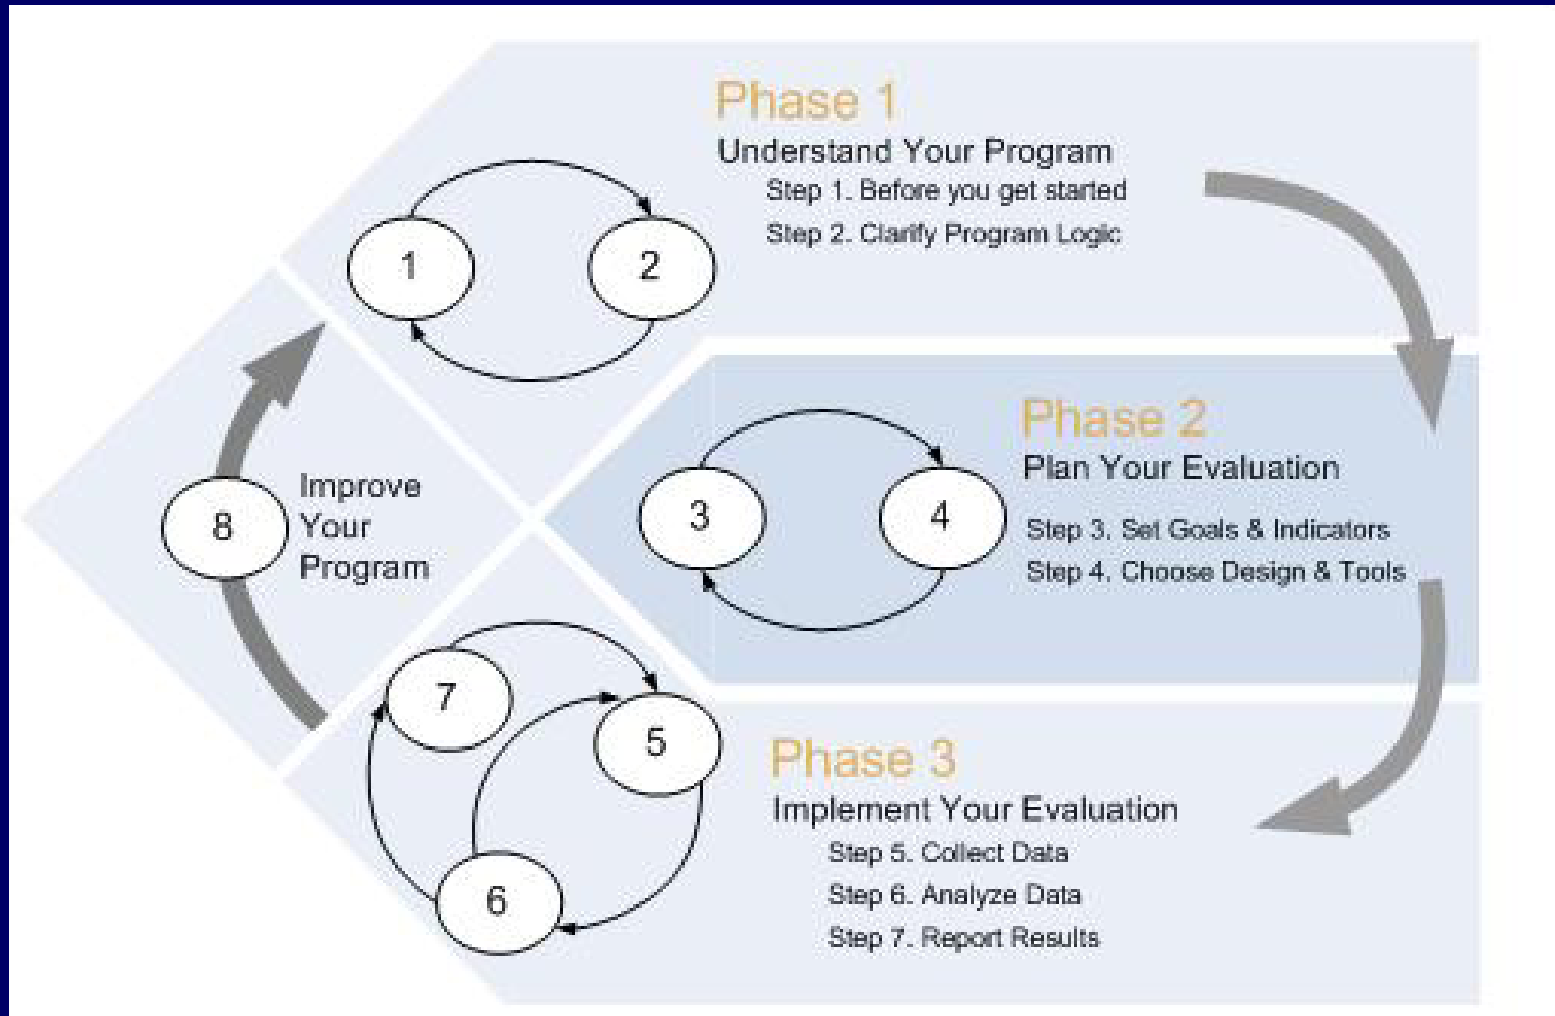 Phase 1
Understand Your Program
Step 1. Before you get started
Step 2. Clarify Program Logic
1
2
Phase 2
Plan Your Evaluation
Step 3. Set Goals & Indicators
Step 4. Choose Design & Tools
3
4
8
Improve
Your
Program
Phase 3
Implement Your Evaluation
Step 5. Collect Data
Step 6. Analyze Data
Step 7. Report Results
7
5
6